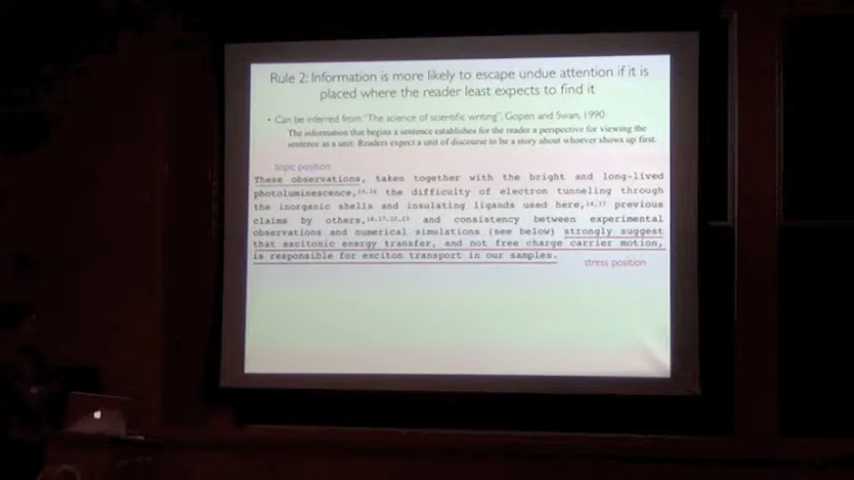 Rule 2: Information is more likely to escape undue attention if it is
placed where the reader least expects to find it
• Can be inferred from "The science of scientific writing", Gopen and Swan, 1990
The information that begins a sentence establishes for the reader a perspective for viewing the
sentence as a unit. Readers expect a unit of discourse to be a story about whoever shows up first.
topic position
These observations, taken together with the bright and long-lived
photoluminescence, the difficulty of electron tunneling through
the inorganic shells and insulating ligands used here, previous
claims by others, and consistency between experimental
observations and numerical simulations (see below) strongly suggest
that excitonic energy transfer, and not free charge carrier motion,
is responsible for exciton transport in our samples.
stress position